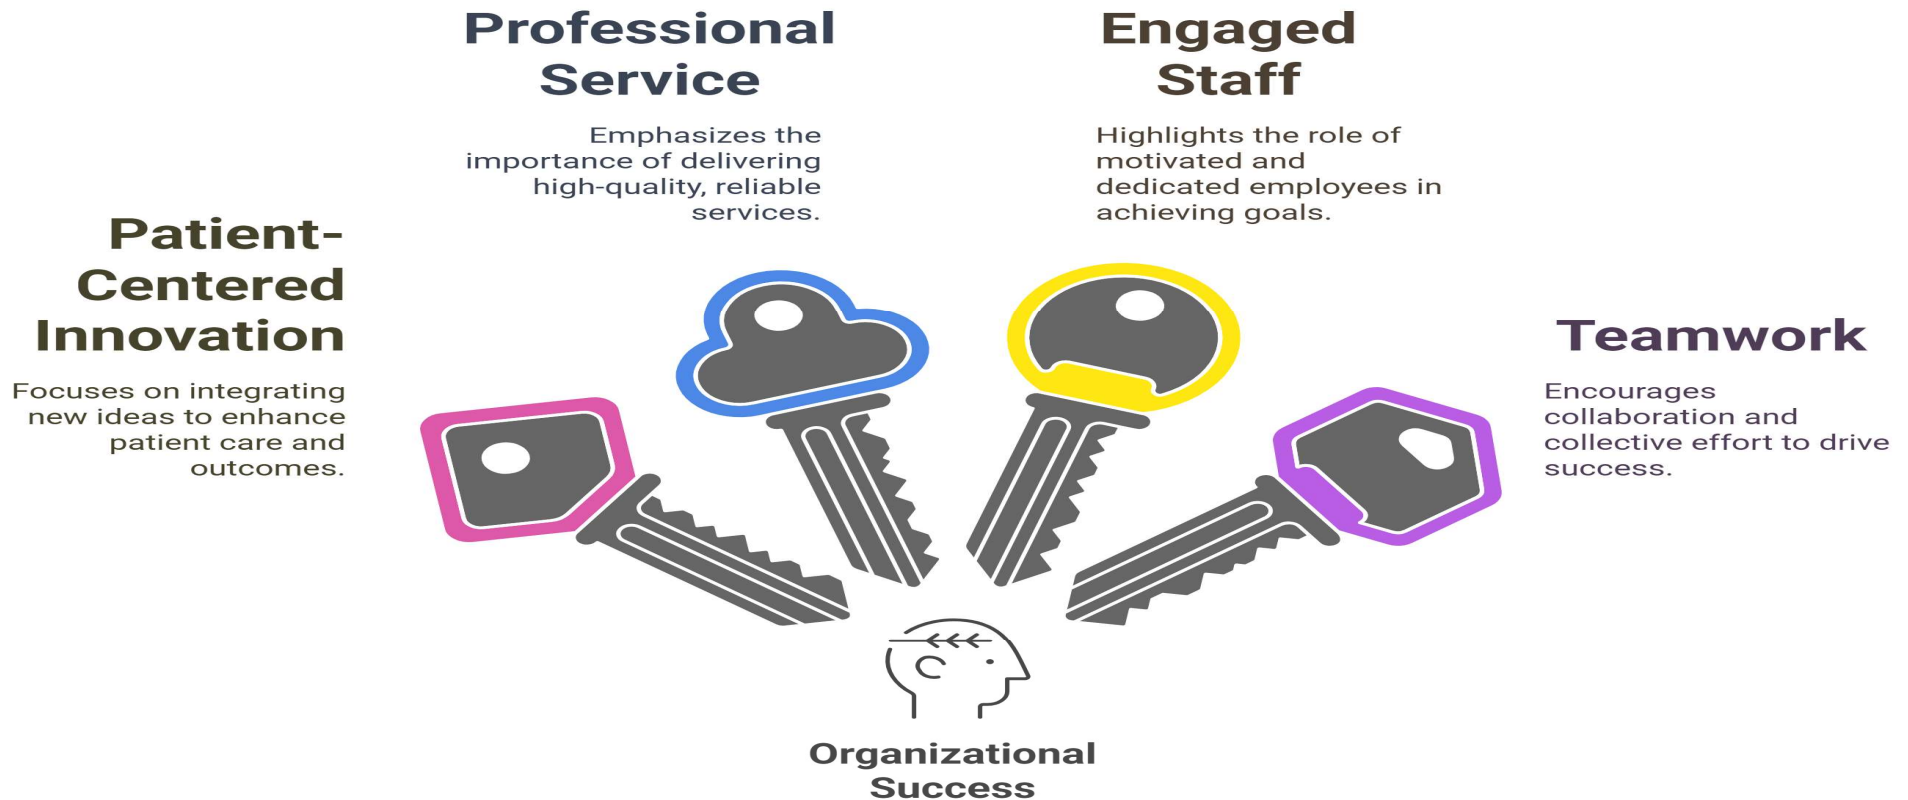 Professional
Service
Emphasizes the
importance of delivering
high-quality, reliable
services.
Engaged
Staff
Highlights the role of
motivated and
dedicated employees in
achieving goals.
Patient-
Centered
Innovation
Focuses on integrating
new ideas to enhance
patient care and
outcomes.
Teamwork
Encourages
collaboration and
collective effort to drive
success.
Organizational
Success